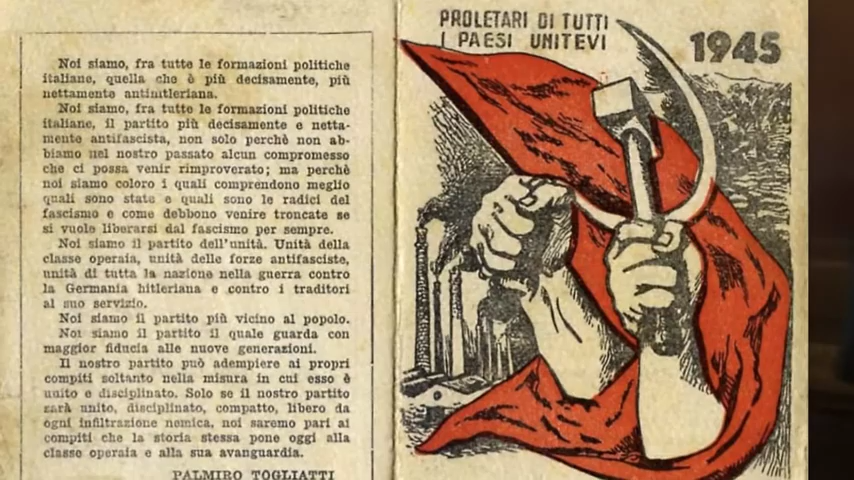 Noi siamo, fra tutte le formazioni politiche
italiane, quella che è più decisamente, più
nettamente antihitleriana.
Noi siamo, fra tutte le formazioni politiche
italiane, il partito più decisamente e netta-
mente antifascista, non solo perchè non ab-
biamo nel nostro passato alcun compromesso
che ci possa venir rimproverato; ma perchè
noi siamo coloro i quali comprendono meglio
quali sono state e quali sono le radici del
fascismo e come debbono venire troncate se
si vuole liberarsi dal fascismo per sempre.
Noi siamo il partito dell'unità. Unità della
classe operaia, unità delle forze antifasciste,
unità di tutta la nazione nella guerra contro
la Germania hitleriana e contro i traditori
al suo servizio.
Noi siamo il partito più vicino al popolo.
Noi siamo il partito il quale guarda con
maggior fiducia alle nuove generazioni.
Il nostro partito può adempiere ai propri
compiti soltanto nella misura in cui esso è
unito e disciplinato. Solo se il nostro partito
sarà unito, disciplinato, compatto, libero da
ogni infiltrazione nemica, noi saremo pari ai
compiti che la storia stessa pone oggi alla
classe operaia e alla sua avanguardia.
PALMIRO TOGLIATTI
PROLETARI DI TUTTI
I PAESI UNITEVI
1945